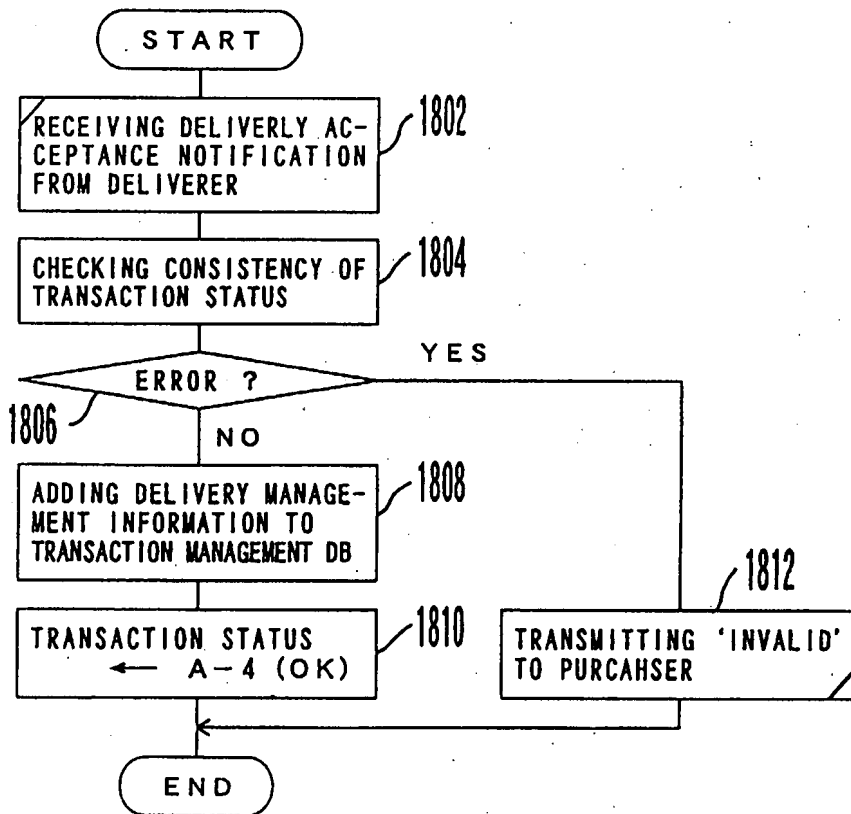 START
RECEIVING DELIVERLY AC-
CEPTANCE NOTIFICATION
FROM DELIVERER
1802
CHECKING CONSISTENCY OF
TRANSACTION STATUS
1804
YES
ERROR ?
1806
NO
ADDING DELIVERY MANAGE-
MENT INFORMATION TO
TRANSACTION MANAGEMENT DB
1808
TRANSACTION STATUS
← A-4 (OK)
1810
1812
TRANSMITTING 'INVALID'
TO PURCAHSER
END